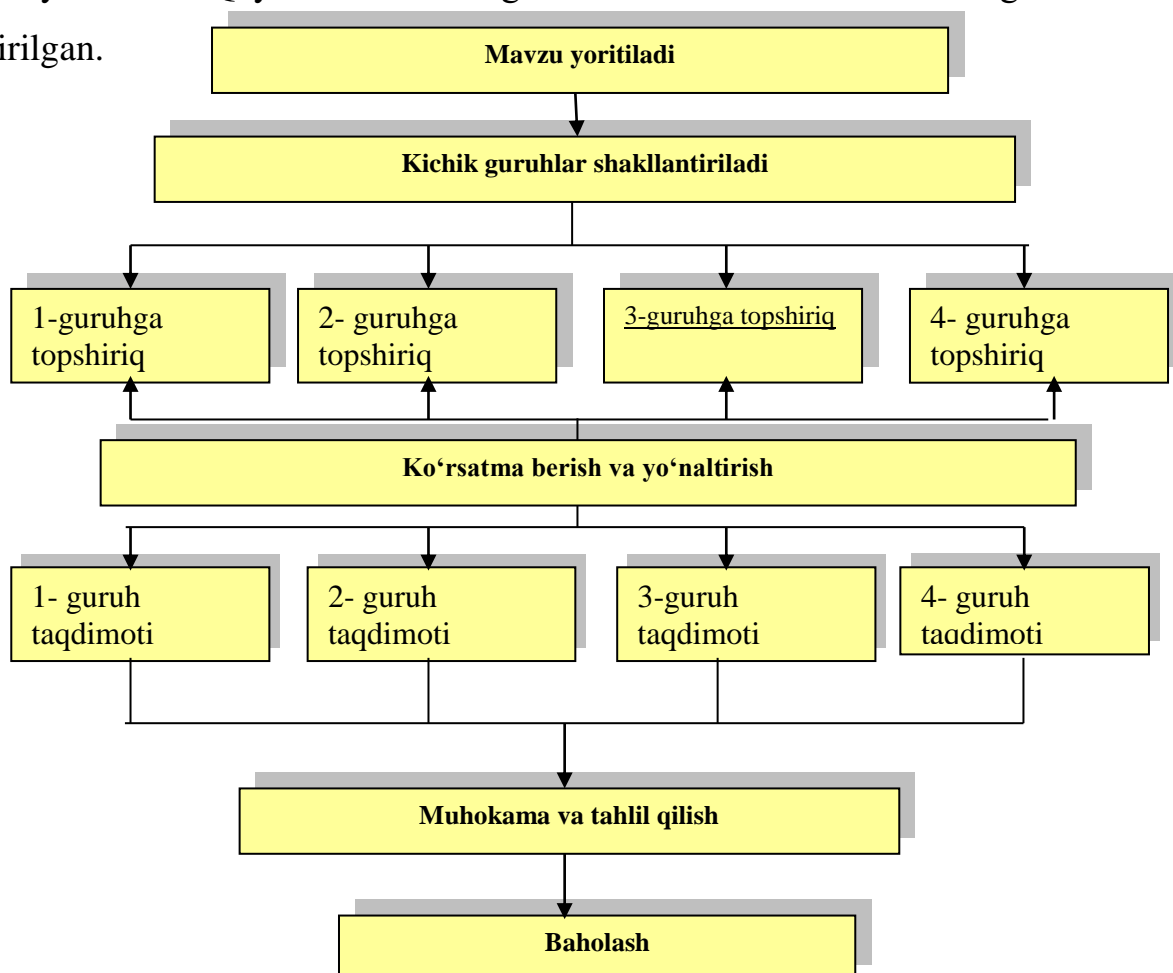 irilgan.
Mavzu yoritiladi
Kichik guruhlar shakllantiriladi
1-guruhga
topshiriq
2- guruhga
topshiriq
3-guruhga topshiriq
4- guruhga
topshiriq
Ko‘rsatma berish va yo‘naltirish
1- guruh
taqdimoti
2- guruh
taqdimoti
3-guruh
taqdimoti
4- guruh
taqdimoti
Muhokama va tahlil qilish
Baholash